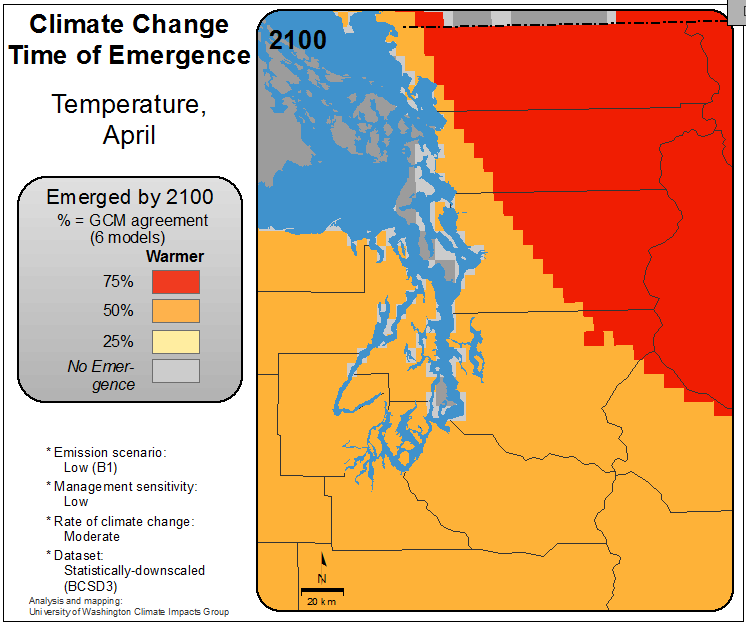 Climate Change
Time of Emergence
Temperature,
April
Emerged by 2100
% = GCM agreement
(6 models)
Warmer
75%
50%
25%
No Emer-
gence
* Emission scenario:
Low (B1)
* Management sensitivity:
Low
* Rate of climate change:
Moderate
* Dataset:
Statistically-downscaled
(BCSD3)
Analysis and mapping:
University of Washington Climate Impacts Group
2100
N
20 km